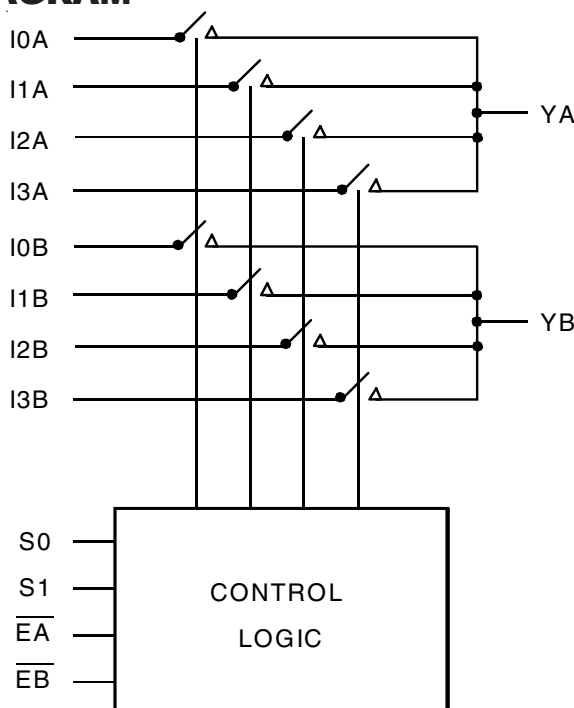 I0A
I1A
YA
I2A
I3A
I0B
I1B
YB
I2B
I3B
S0
S1
CONTROL
EA
LOGIC
EB